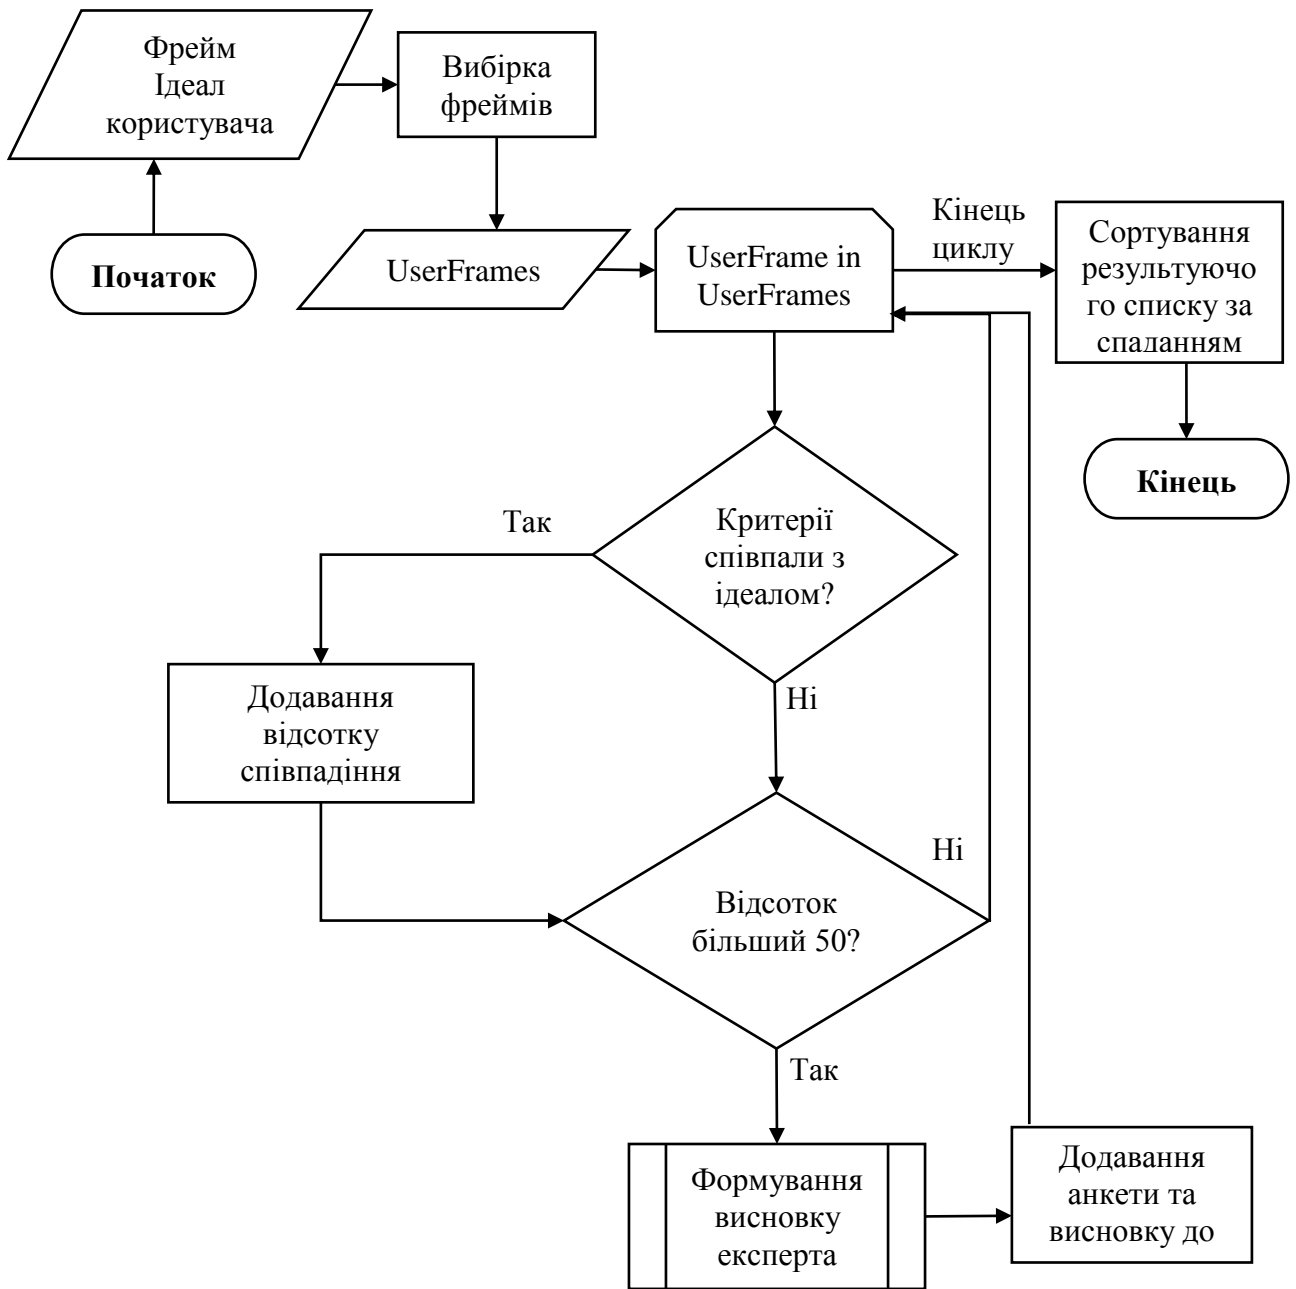 Фрейм
Ідеал
користувача
Вибірка
фреймів
Початок
UserFrames
UserFrame in
UserFrames
Кінець
циклу
Сортування
результуючо
го списку за
спаданням
Кінець
Так
Критерії
співпали з
ідеалом?
Ні
Додавання
відсотку
співпадіння
Ні
Відсоток
більший 50?
Так
Формування
висновку
експерта
Додавання
анкети та
висновку до